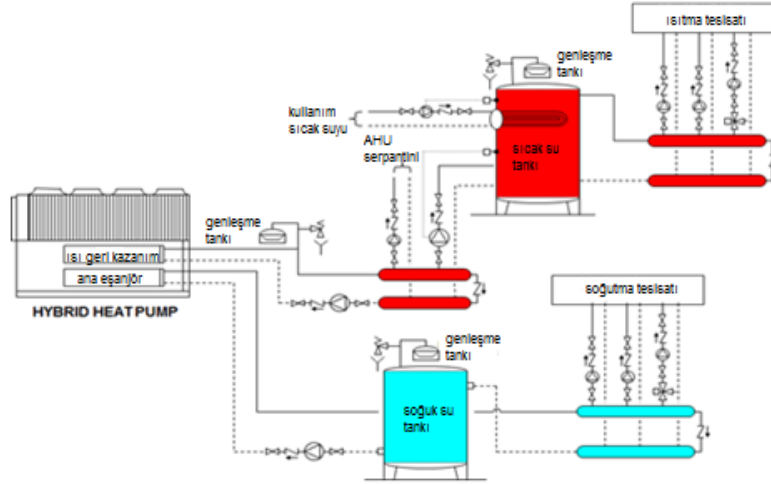 ısıtma tesisatı
genleşme
tankı
kullanım
sıcak suyu
AHU
serpantini
sıcak su
tankı
genleşme
tankı
ısı geri kazanım
ana eşanjör
HYBRID HEAT PUMP
soğutma tesisatı
genleşme
tankı
soğuk su
tankı